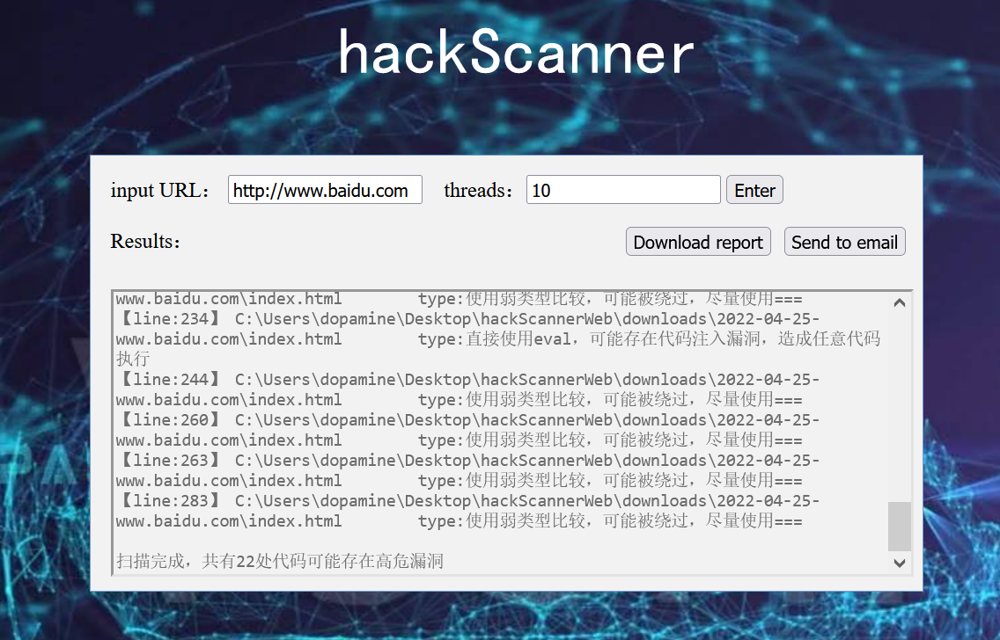 hackScanner
input URL： http://www.baidu.com threads： 10 Enter
Results： Download report Send to email
www.baidu.com\index.html type:使用弱类型比较，可能被绕过，尽量使用===
【line:234】 C:\Users\dopamine\Desktop\hackScannerWeb\downloads\2022-04-25-
www.baidu.com\index.html type:直接使用eval，可能存在代码注入漏洞，造成任意代码
执行
【line:244】 C:\Users\dopamine\Desktop\hackScannerWeb\downloads\2022-04-25-
www.baidu.com\index.html type:使用弱类型比较，可能被绕过，尽量使用===
【line:260】 C:\Users\dopamine\Desktop\hackScannerWeb\downloads\2022-04-25-
www.baidu.com\index.html type:使用弱类型比较，可能被绕过，尽量使用===
【line:263】 C:\Users\dopamine\Desktop\hackScannerWeb\downloads\2022-04-25-
www.baidu.com\index.html type:使用弱类型比较，可能被绕过，尽量使用===
【line:283】 C:\Users\dopamine\Desktop\hackScannerWeb\downloads\2022-04-25-
www.baidu.com\index.html type:使用弱类型比较，可能被绕过，尽量使用===
扫描完成，共有22处代码可能存在高危漏洞